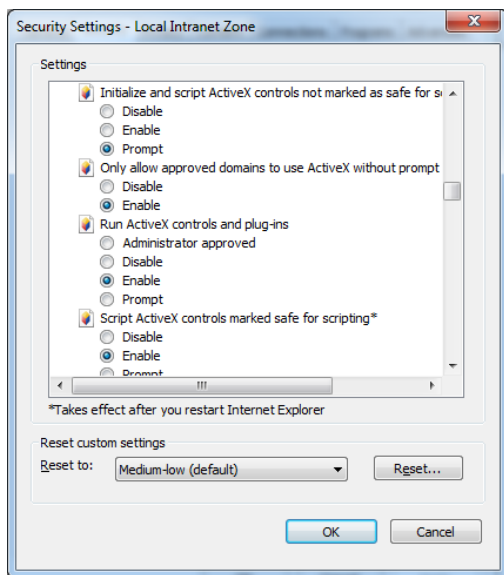 Security Settings - Local Intranet Zone
Settings
Initialize and script ActiveX controls not marked as safe for s
Disable
Enable
Prompt
Only allow approved domains to use ActiveX without prompt
Disable
Enable
Run ActiveX controls and plug-ins
Administrator approved
Disable
Enable
Prompt
Script ActiveX controls marked safe for scripting*
Disable
Enable
Prompt
*Takes effect after you restart Internet Explorer
Reset custom settings
Reset to:
Medium-low (default)
Reset...
OK
Cancel